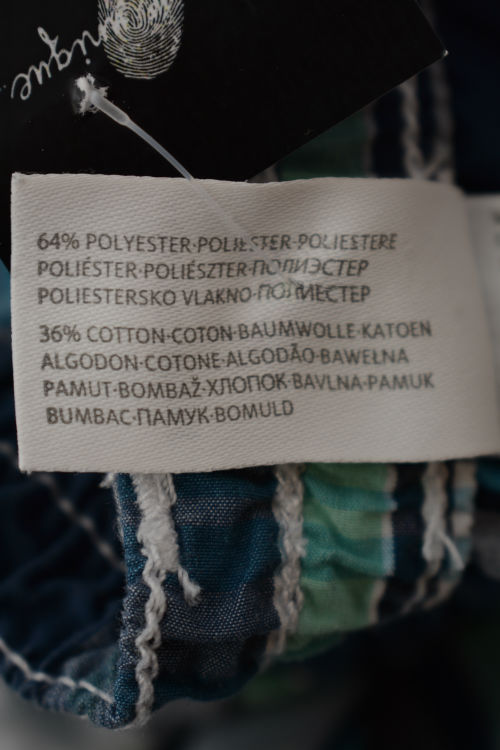 64% POLYESTER·POLIESTER·POLIESTERE
POLIÉSTER·POLIÉSZTER·ПОЛИЭСТЕР
POLIESTERSKO VLAKNO·ПОЛИЕСТЕР
36% COTTON·COTON·BAUMWOLLE·KATOEN
ALGODON·COTONE·ALGODÃO·BAWEŁNA
PAMUT·BOMBAŽ·ХЛОПОК·BAVLNA·PAMUK
BUMBAC·ПАМУК·BOMULD